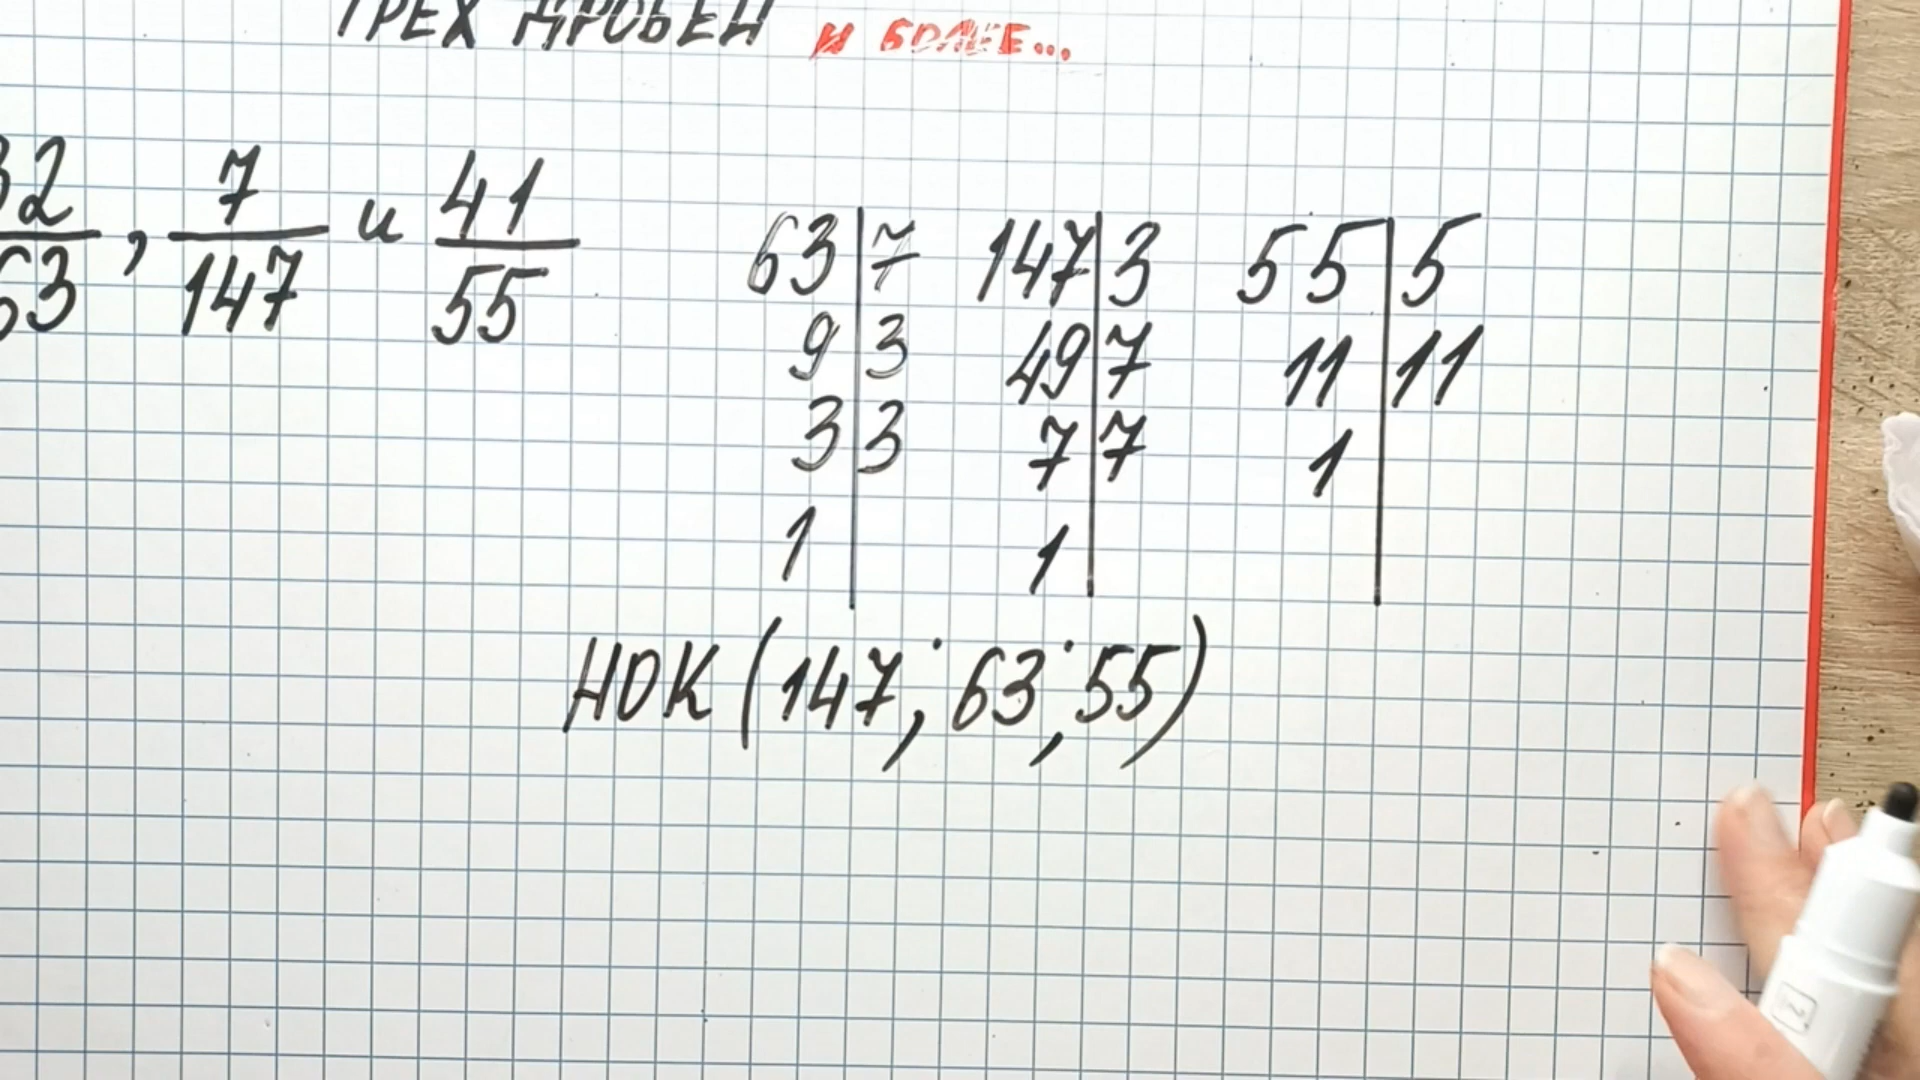 ТРЕХ ДРОБЕЙ И БОЛЕЕ...
32/63, 7/147 и 41/55
63|7 147|3 55|5
9|3 49|7 11|11
3|3 7|7 1|
1| 1|
НОК (147; 63; 55)